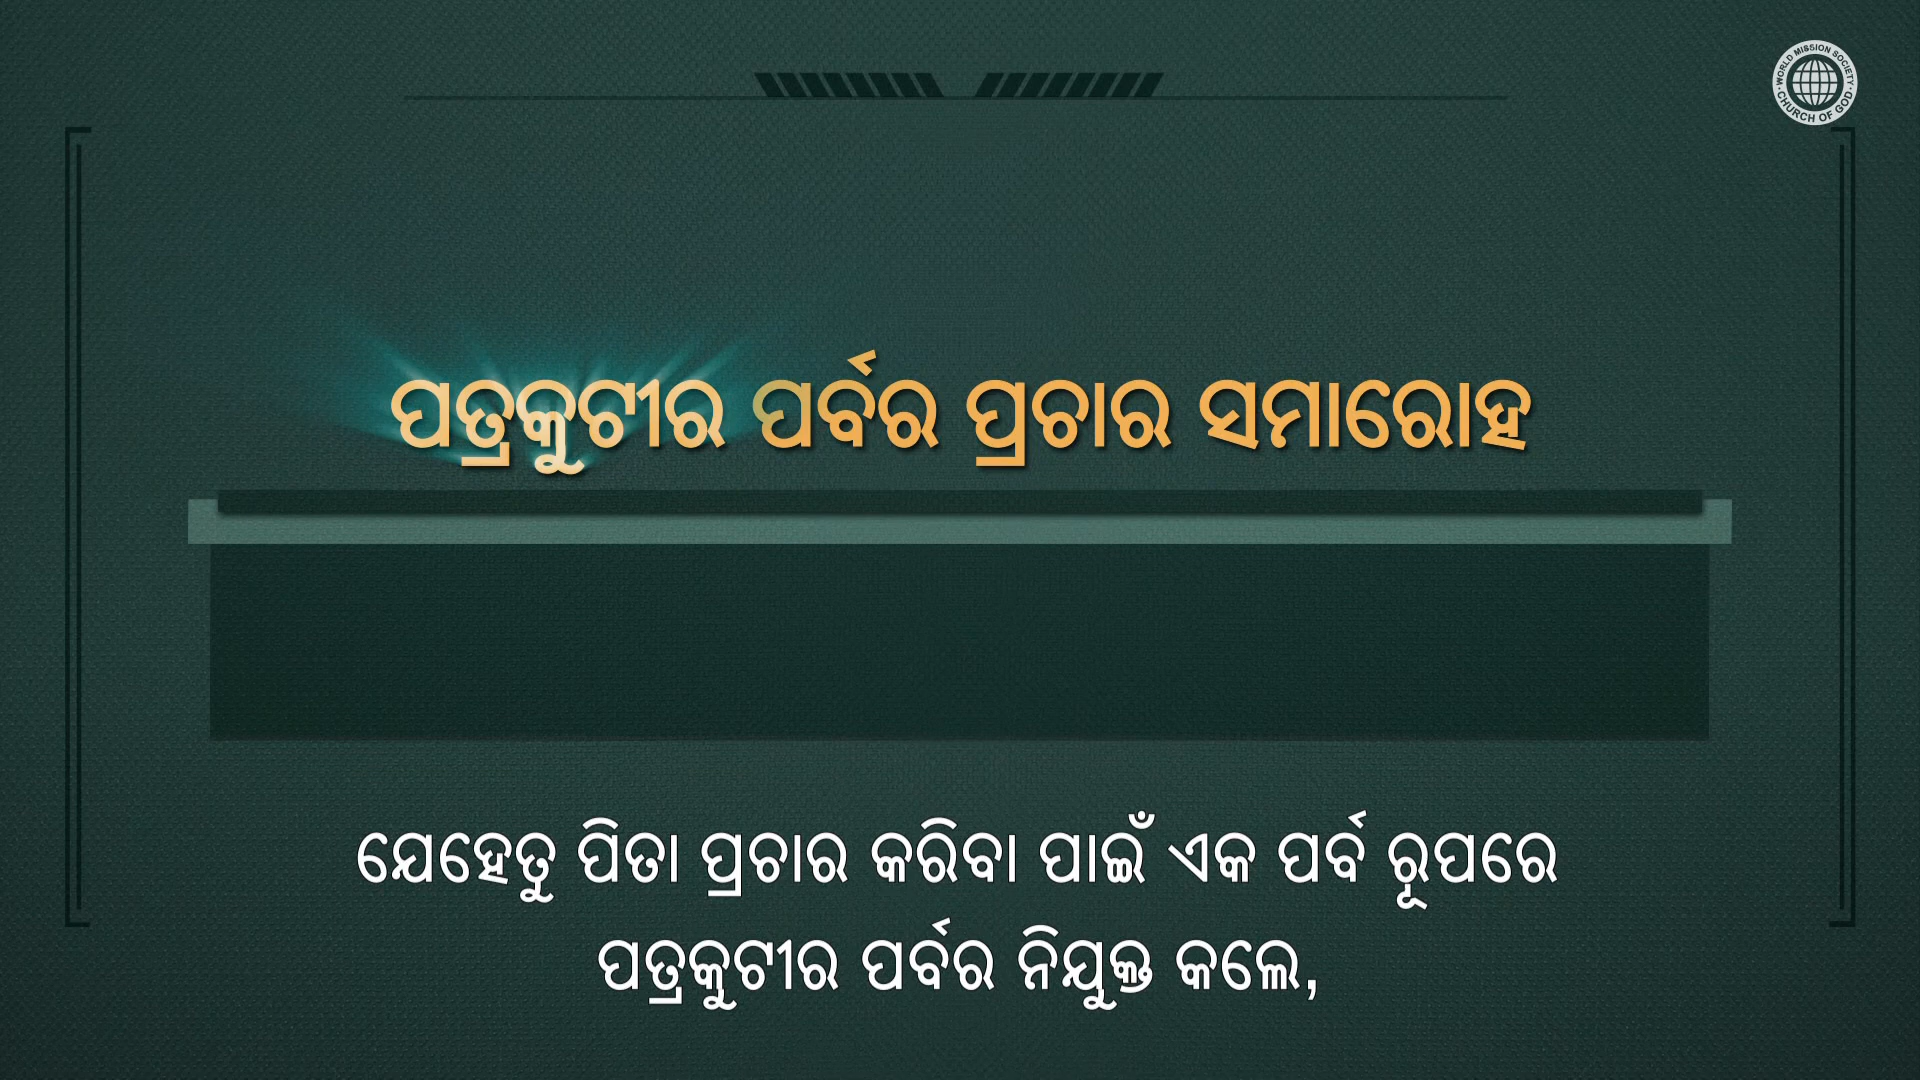 WORLD MISSION SOCIETY
CHURCH OF GOD
ପତ୍ରକୁଟୀର ପର୍ବର ପ୍ରଚାର ସମାରୋହ
ଯେହେତୁ ପିତା ପ୍ରଚାର କରିବା ପାଇଁ ଏକ ପର୍ବ ରୂପରେ
ପତ୍ରକୁଟୀର ପର୍ବର ନିଯୁକ୍ତ କଲେ,